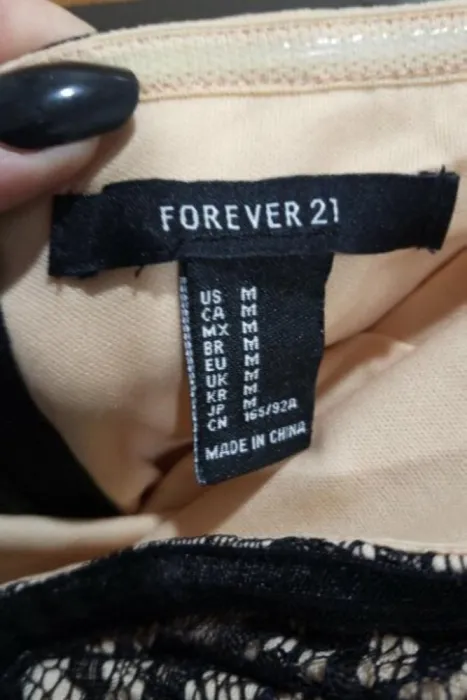 FOREVER 21
US M
CA M
MX M
BR M
EU M
UK M
KR M
JP M
CN 165/92A
MADE IN CHINA